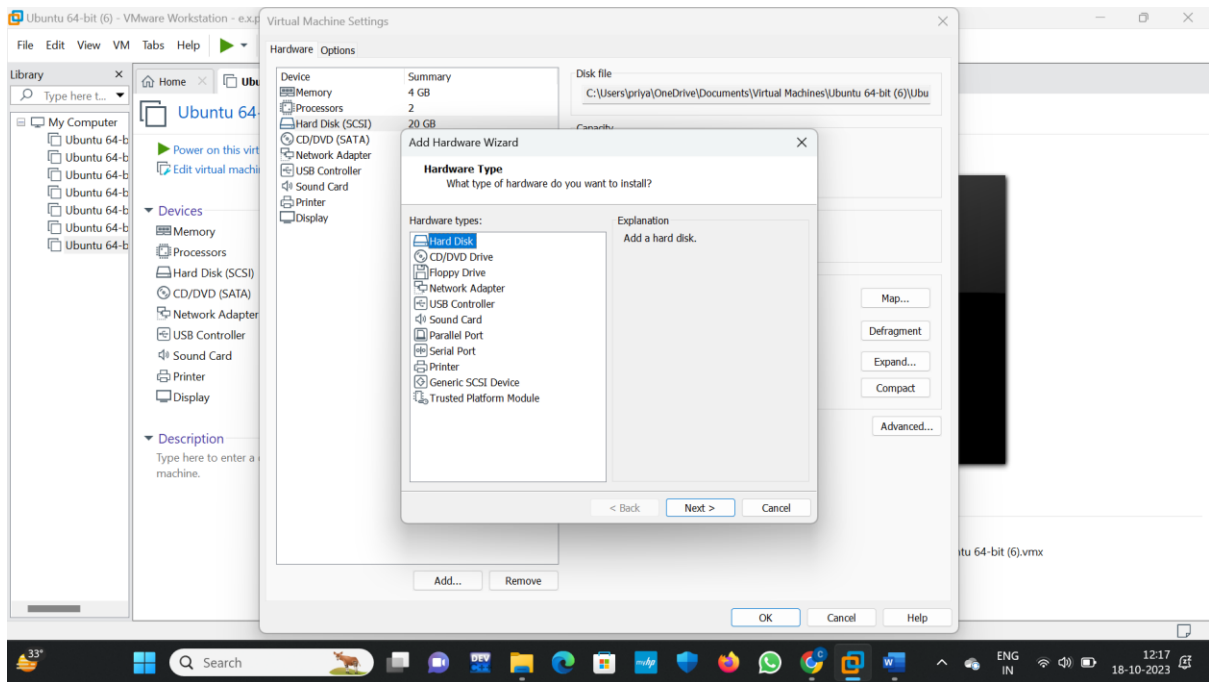 Ubuntu 64-bit (6) - VMware Workstation - e.x.p
File Edit View VM Tabs Help
Library
Type here t...
My Computer
Ubuntu 64-b
Ubuntu 64-b
Ubuntu 64-b
Ubuntu 64-b
Ubuntu 64-b
Ubuntu 64-b
Ubuntu 64-b
Home
Ubu
Ubuntu 64-
Power on this virt
Edit virtual machi
Devices
Memory
Processors
Hard Disk (SCSI)
CD/DVD (SATA)
Network Adapter
USB Controller
Sound Card
Printer
Display
Description
Type here to enter a
machine.
Virtual Machine Settings
Hardware Options
Device Summary
Memory 4 GB
Processors 2
Hard Disk (SCSI) 20 GB
CD/DVD (SATA)
Network Adapter
USB Controller
Sound Card
Printer
Display
Add... Remove
Disk file
C:\Users\priya\OneDrive\Documents\Virtual Machines\Ubuntu 64-bit (6)\Ubu
Capacity
Map...
Defragment
Expand...
Compact
Advanced...
OK Cancel Help
Add Hardware Wizard
Hardware Type
What type of hardware do you want to install?
Hardware types:
Hard Disk
CD/DVD Drive
Floppy Drive
Network Adapter
USB Controller
Sound Card
Parallel Port
Serial Port
Printer
Generic SCSI Device
Trusted Platform Module
Explanation
Add a hard disk.
< Back Next > Cancel
tu 64-bit (6).vmx
33°
Search
DEV
myhp
W
ENG
IN
12:17
18-10-2023